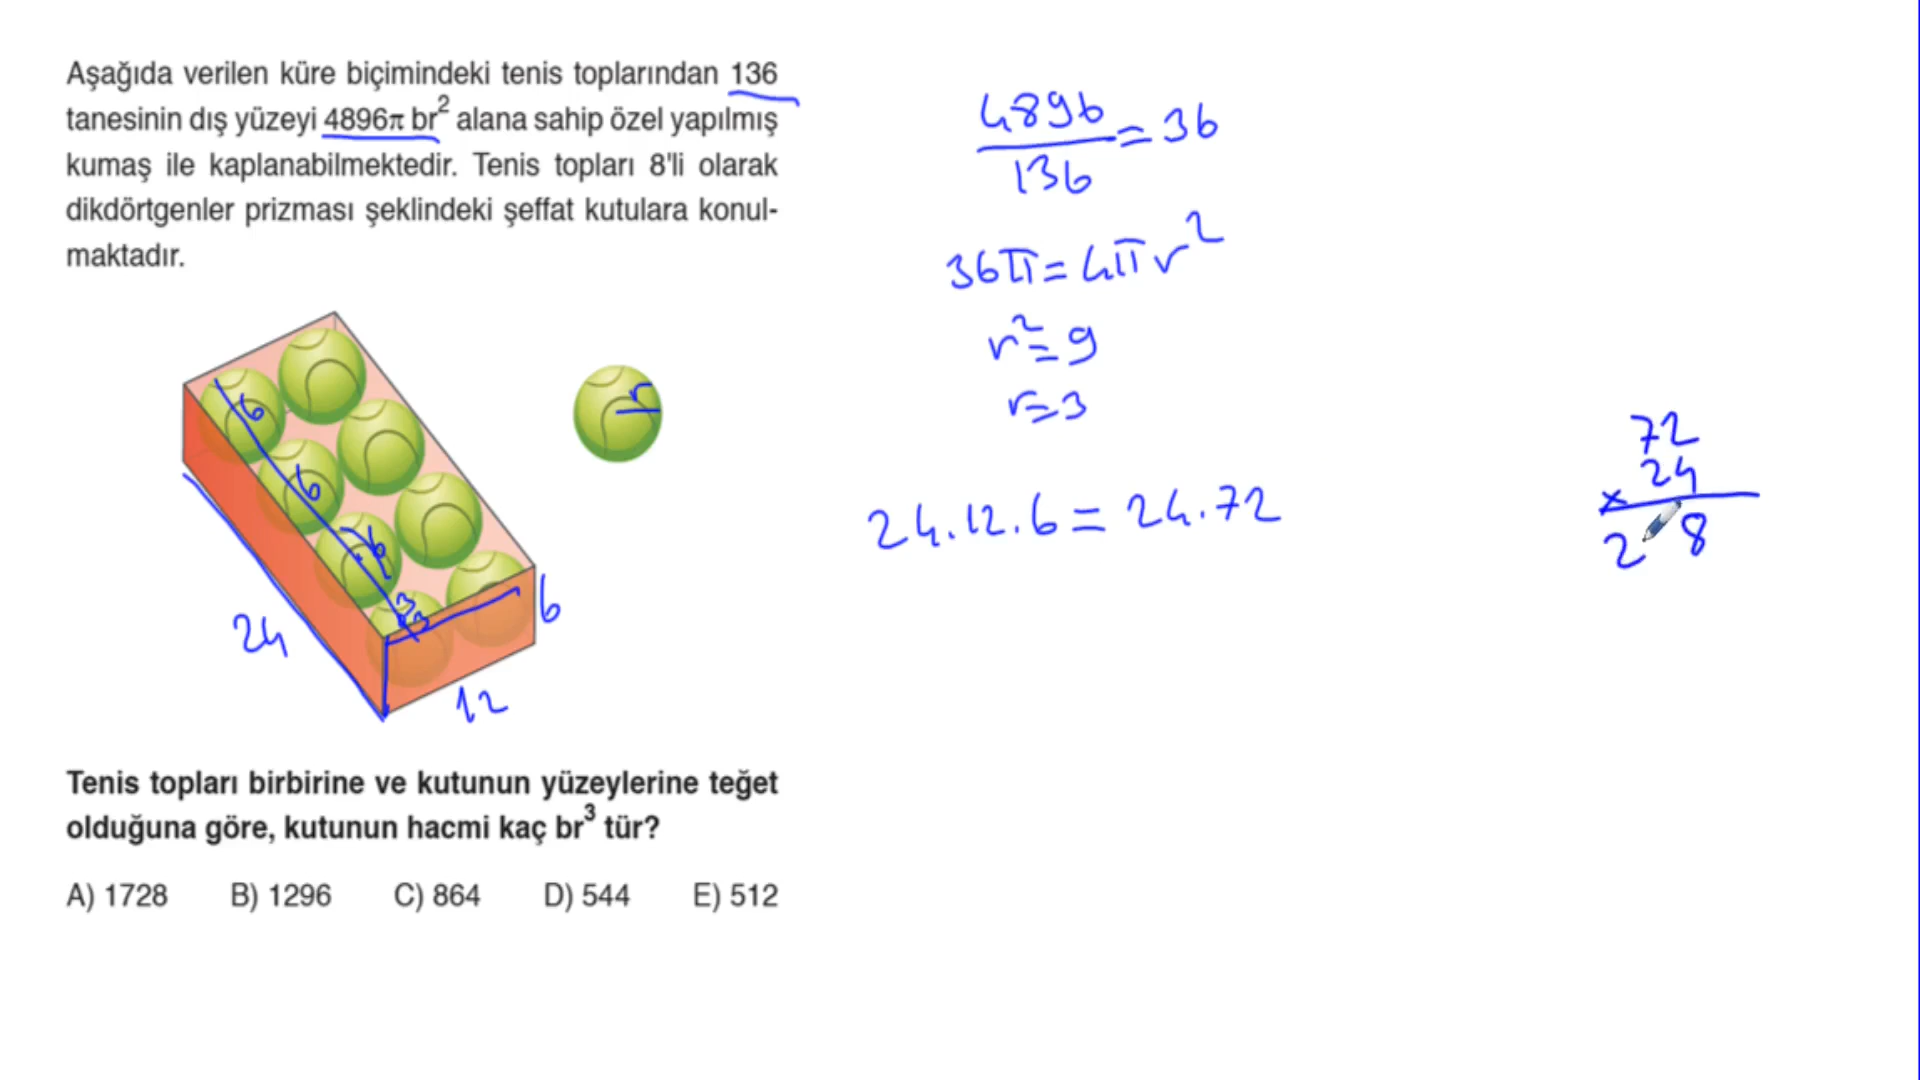 Aşağıda verilen küre biçimindeki tenis toplarından 136
tanesinin dış yüzeyi 4896π br² alana sahip özel yapılmış
kumaş ile kaplanabilmektedir. Tenis topları 8'li olarak
dikdörtgenler prizması şeklindeki şeffat kutulara konul-
maktadır.
6
6
6
3
3
24
12
6
r
Tenis topları birbirine ve kutunun yüzeylerine teğet
olduğuna göre, kutunun hacmi kaç br³ tür?
A) 1728 B) 1296 C) 864 D) 544 E) 512
4896
136
= 36
36π = 4πr²
r² = 9
r = 3
24.12.6 = 24.72
72
24
x
2 8